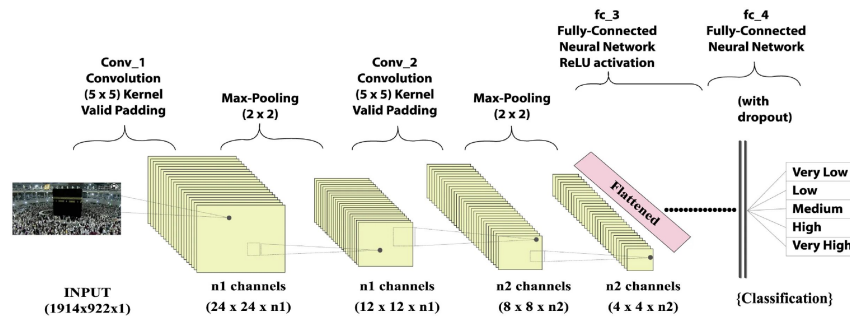 Conv_1
Convolution
(5 x 5) Kernel
Valid Padding
Max-Pooling
(2 x 2)
Conv_2
Convolution
(5 x 5) Kernel
Valid Padding
Max-Pooling
(2 x 2)
fc_3
Fully-Connected
Neural Network
ReLU activation
fc_4
Fully-Connected
Neural Network
(with
dropout)
Flattened
Very Low
Low
Medium
High
Very High
INPUT
(1914x922x1)
n1 channels
(24 x 24 x n1)
n1 channels
(12 x 12 x n1)
n2 channels
(8 x 8 x n2)
n2 channels
(4 x 4 x n2)
{Classification}